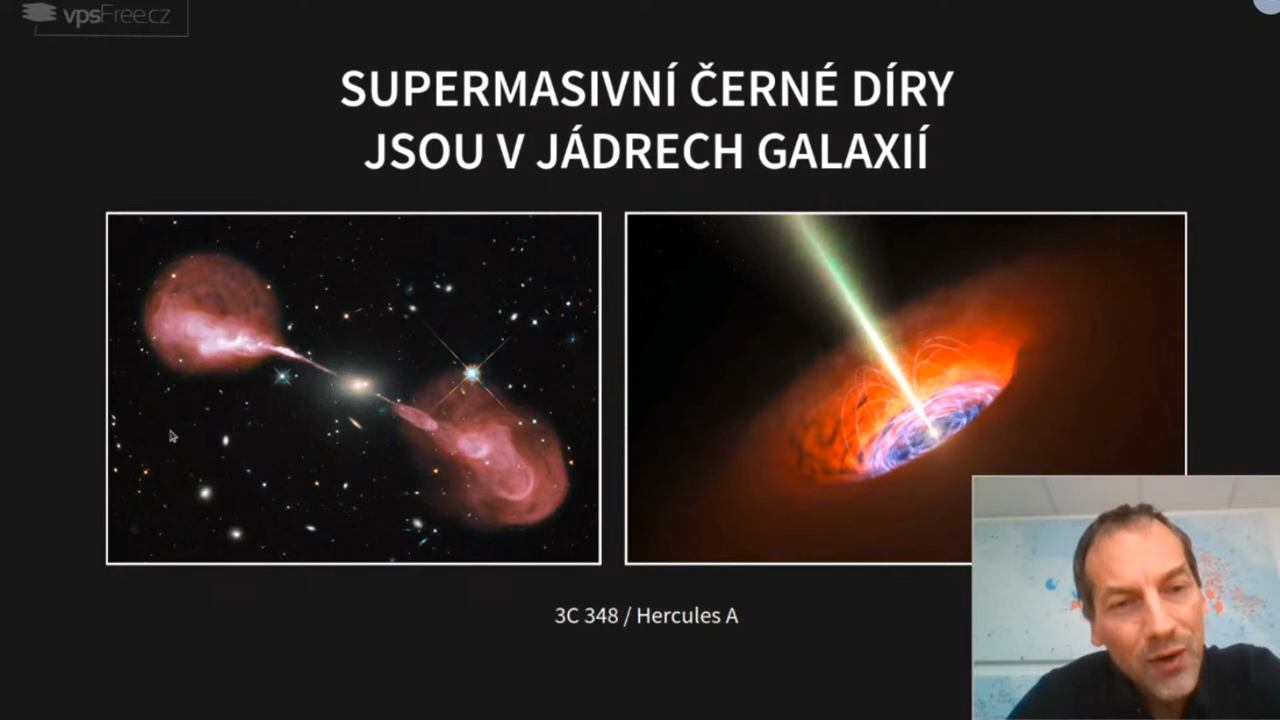 vpsFree.cz
SUPERMASIVNÍ ČERNÉ DÍRY
JSOU V JÁDRECH GALAXIÍ
3C 348 / Hercules A